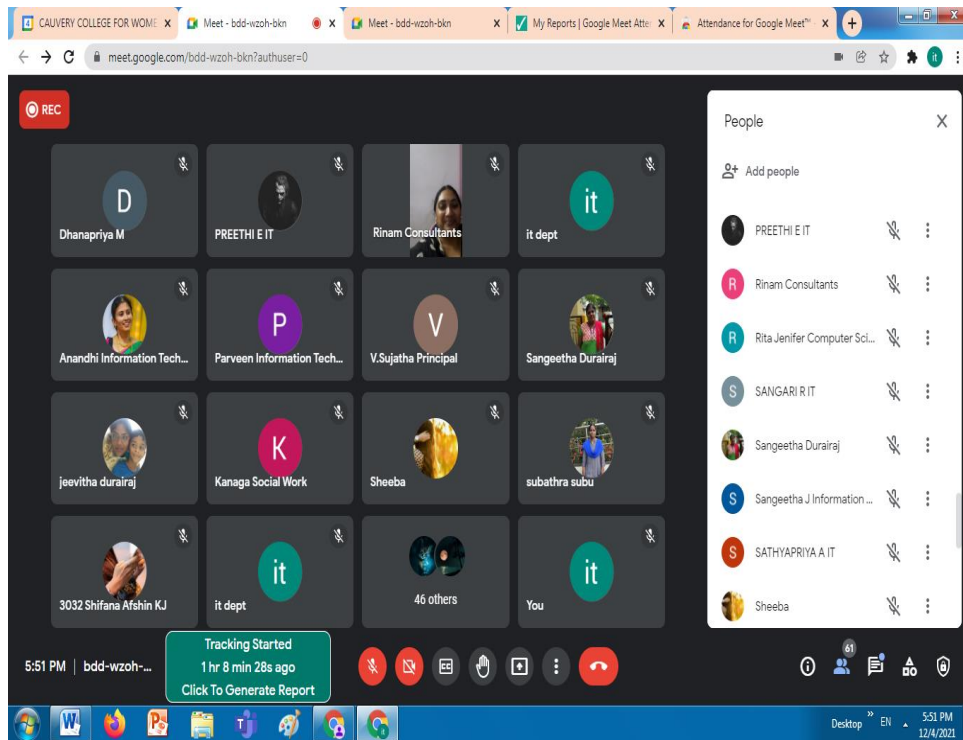 CAUVERY COLLEGE FOR WOME
Meet - bdd-wzoh-bkn
Meet - bdd-wzoh-bkn
My Reports | Google Meet Atte
Attendance for Google Meet™
meet.google.com/bdd-wzoh-bkn?authuser=0
it
REC
People
Add people
D
Dhanapriya M
PREETHI E IT
Rinam Consultants
it
it dept
Anandhi Information Tech...
P
Parveen Information Tech...
V
V.Sujatha Principal
Sangeetha Durairaj
jeevitha durairaj
K
Kanaga Social Work
Sheeba
subathra subu
3032 Shifana Afshin KJ
it
it dept
46 others
it
You
PREETHI E IT
R
Rinam Consultants
R
Rita Jenifer Computer Sci...
S
SANGARI R IT
Sangeetha Durairaj
S
Sangeetha J Information ...
S
SATHYAPRIYA A IT
Sheeba
5:51 PM | bdd-wzoh-...
Tracking Started
1 hr 8 min 28s ago
Click To Generate Report
CC
61
Desktop » EN
5:51 PM
12/4/2021